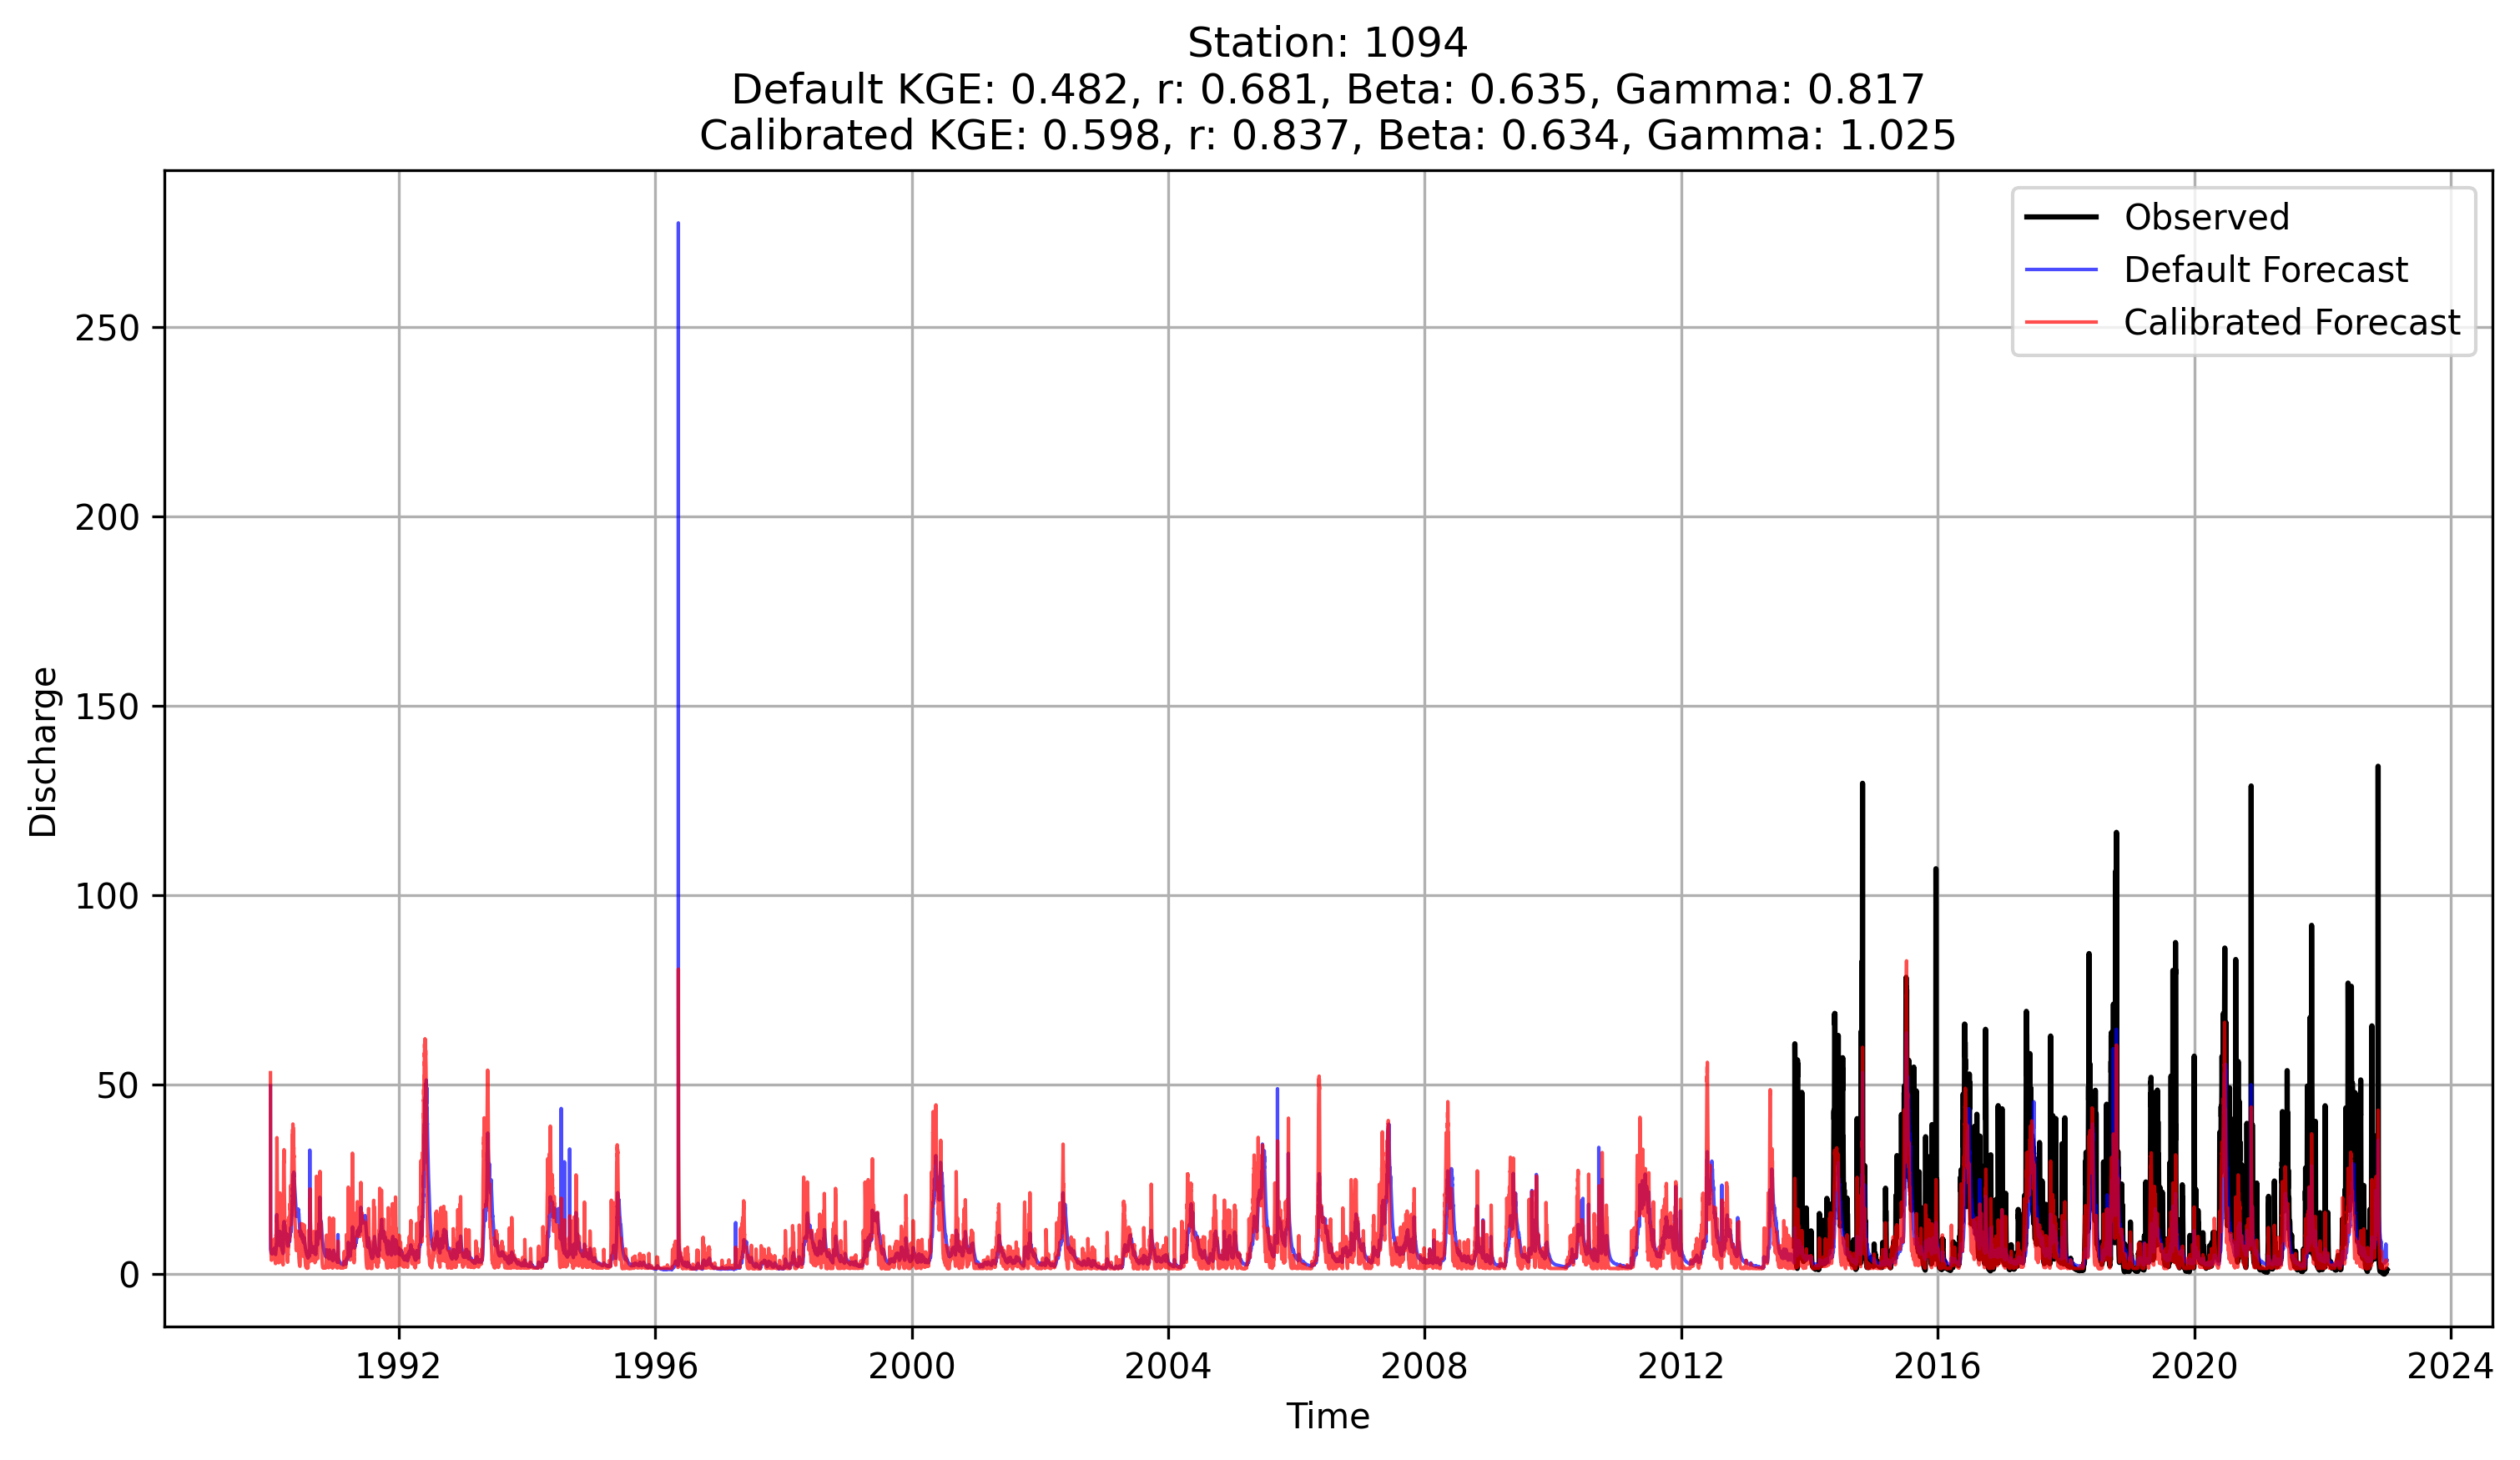 Station: 1094
Default KGE: 0.482, r: 0.681, Beta: 0.635, Gamma: 0.817
Calibrated KGE: 0.598, r: 0.837, Beta: 0.634, Gamma: 1.025
Observed
Default Forecast
Calibrated Forecast
Discharge
250
200
150
100
50
0
1992 1996 2000 2004 2008 2012 2016 2020 2024
Time